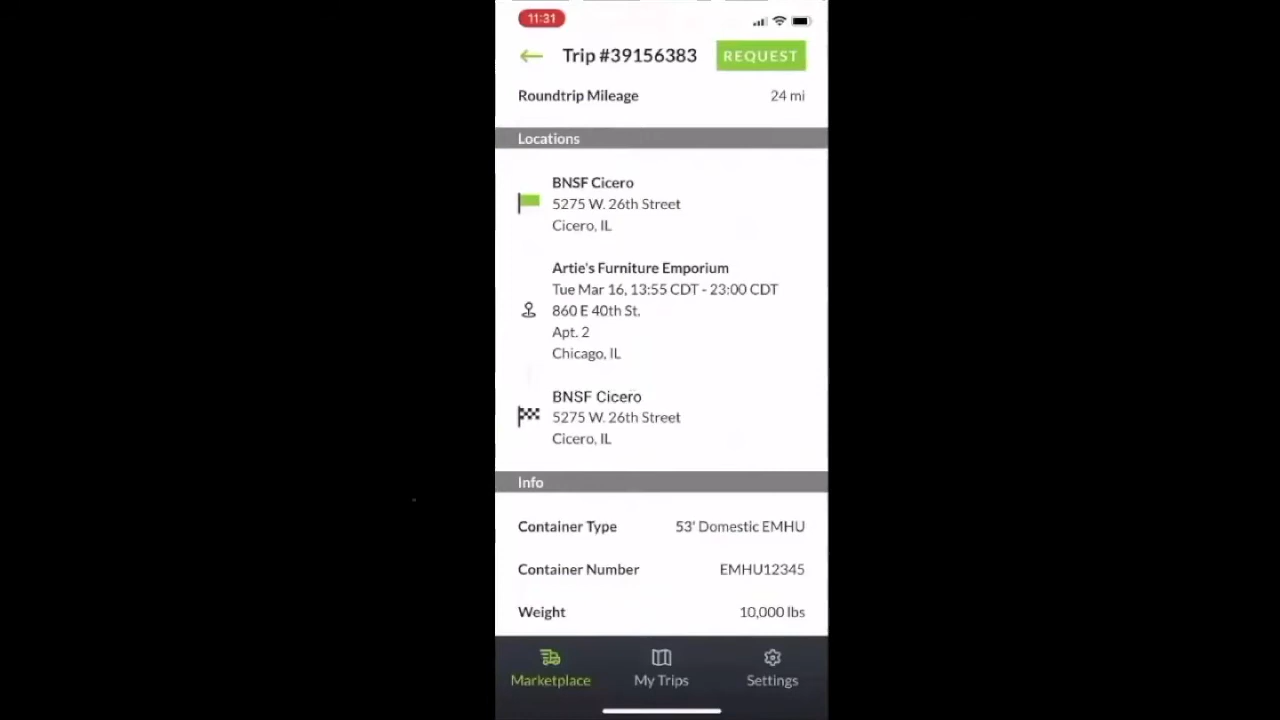 11:31
Trip #39156383
REQUEST
Roundtrip Mileage 24 mi
Locations
BNSF Cicero
5275 W. 26th Street
Cicero, IL
Artie's Furniture Emporium
Tue Mar 16, 13:55 CDT - 23:00 CDT
860 E 40th St.
Apt. 2
Chicago, IL
BNSF Cicero
5275 W. 26th Street
Cicero, IL
Info
Container Type 53' Domestic EMHU
Container Number EMHU12345
Weight 10,000 lbs
Marketplace My Trips Settings